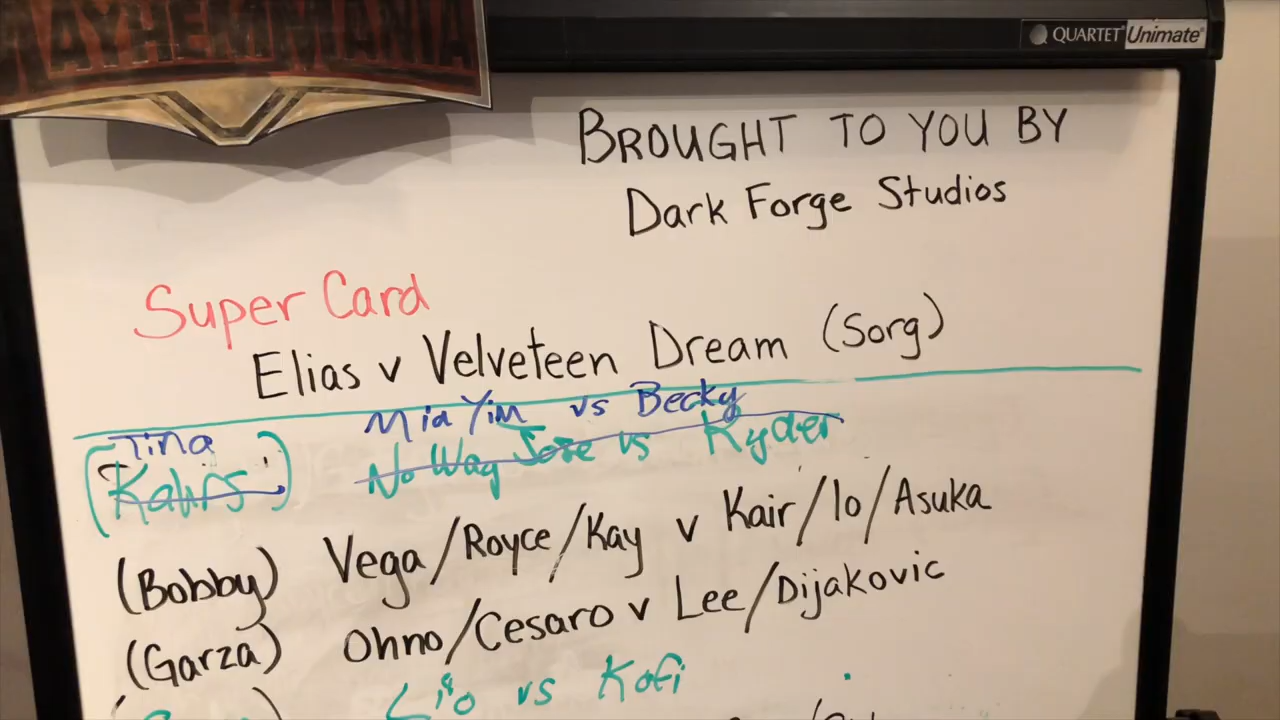 MAYHEMMANIA
QUARTET Unimate
BROUGHT TO YOU BY
Dark Forge Studios
Super Card
Elias v Velveteen Dream (Sorg)
Tina Mia Yim vs Becky
No Way Jose vs Ryder
(Bobby) Vega/Royce/Kay v Kair/Io/Asuka
(Garza) Ohno/Cesaro v Lee/Dijakovic
Lio vs Kofi